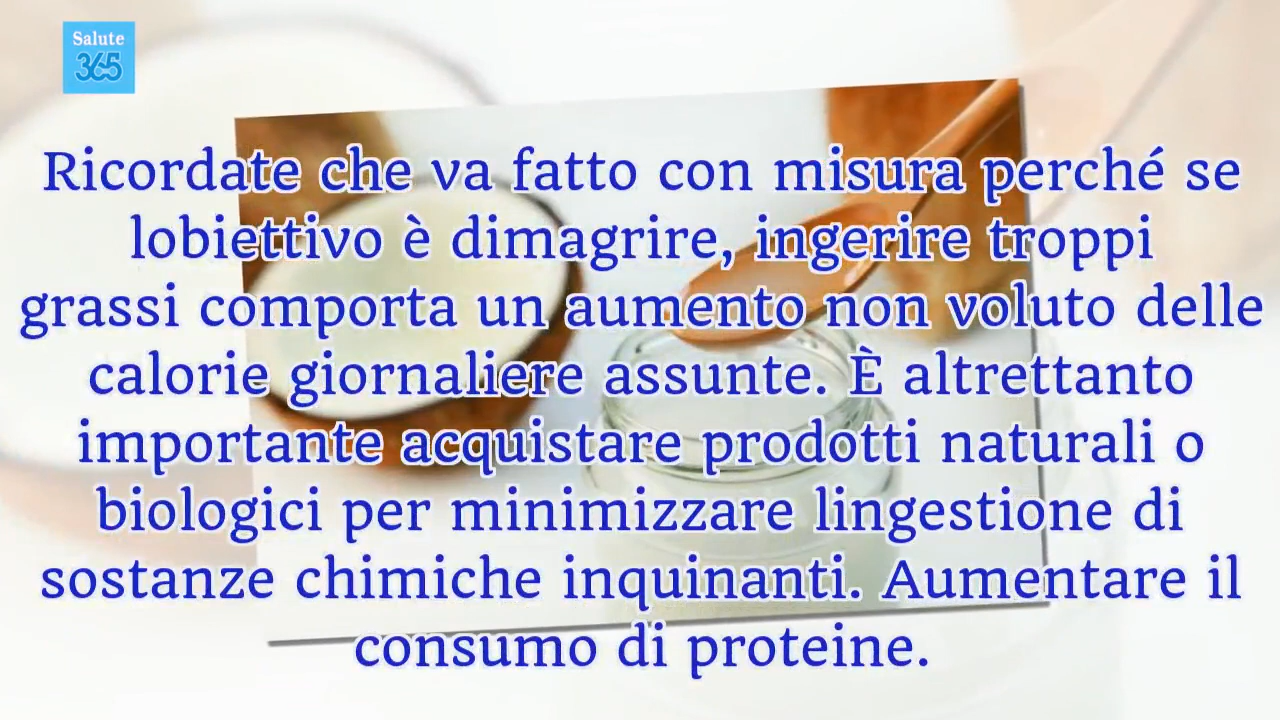 Salute
365
Ricordate che va fatto con misura perché se
lobiettivo è dimagrire, ingerire troppi
grassi comporta un aumento non voluto delle
calorie giornaliere assunte. È altrettanto
importante acquistare prodotti naturali o
biologici per minimizzare lingestione di
sostanze chimiche inquinanti. Aumentare il
consumo di proteine.